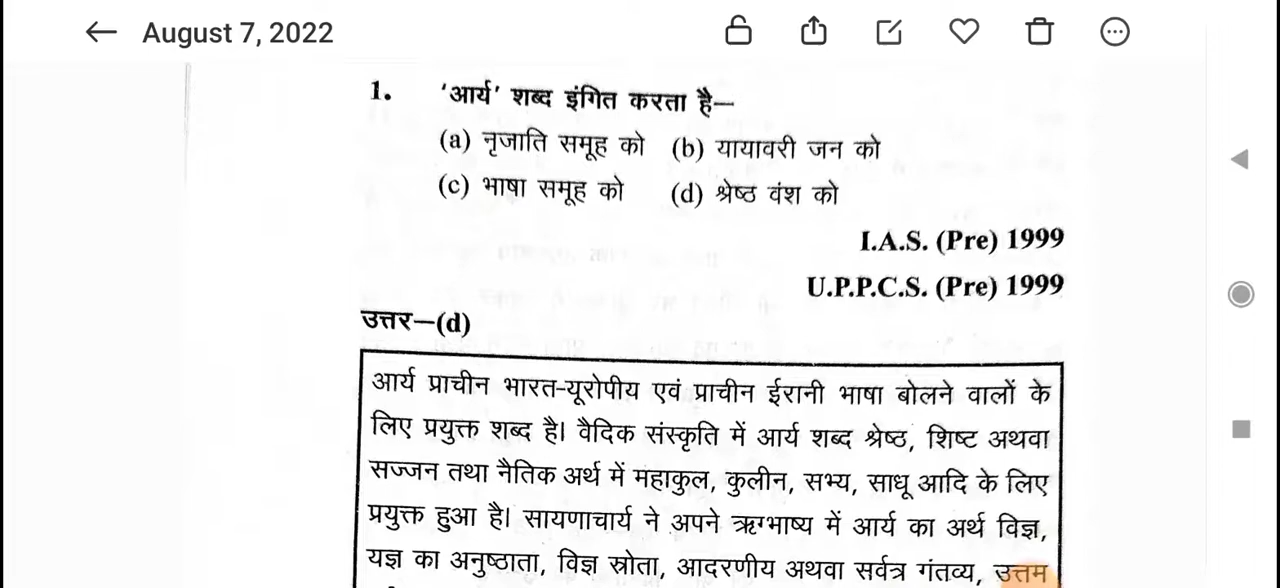 August 7, 2022
1. 'आर्य' शब्द इंगित करता है—
(a) नृजाति समूह को (b) यायावरी जन को
(c) भाषा समूह को (d) श्रेष्ठ वंश को
I.A.S. (Pre) 1999
U.P.P.C.S. (Pre) 1999
उत्तर—(d)
आर्य प्राचीन भारत-यूरोपीय एवं प्राचीन ईरानी भाषा बोलने वालों के
लिए प्रयुक्त शब्द है। वैदिक संस्कृति में आर्य शब्द श्रेष्ठ, शिष्ट अथवा
सज्जन तथा नैतिक अर्थ में महाकुल, कुलीन, सभ्य, साधू आदि के लिए
प्रयुक्त हुआ है। सायणाचार्य ने अपने ऋग्भाष्य में आर्य का अर्थ विज्ञ,
यज्ञ का अनुष्ठाता, विज्ञ स्रोता, आदरणीय अथवा सर्वत्र गंतव्य, उत्तम